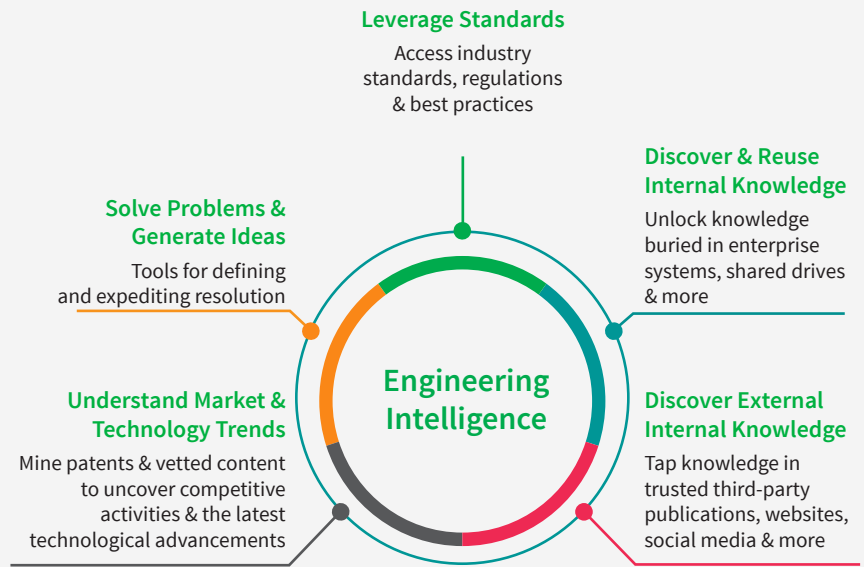 Leverage Standards
Access industry
standards, regulations
& best practices
Discover & Reuse
Internal Knowledge
Unlock knowledge
buried in enterprise
systems, shared drives
& more
Solve Problems &
Generate Ideas
Tools for defining
and expediting resolution
Engineering
Intelligence
Understand Market &
Technology Trends
Mine patents & vetted content
to uncover competitive
activities & the latest
technological advancements
Discover External
Internal Knowledge
Tap knowledge in
trusted third-party
publications, websites,
social media & more